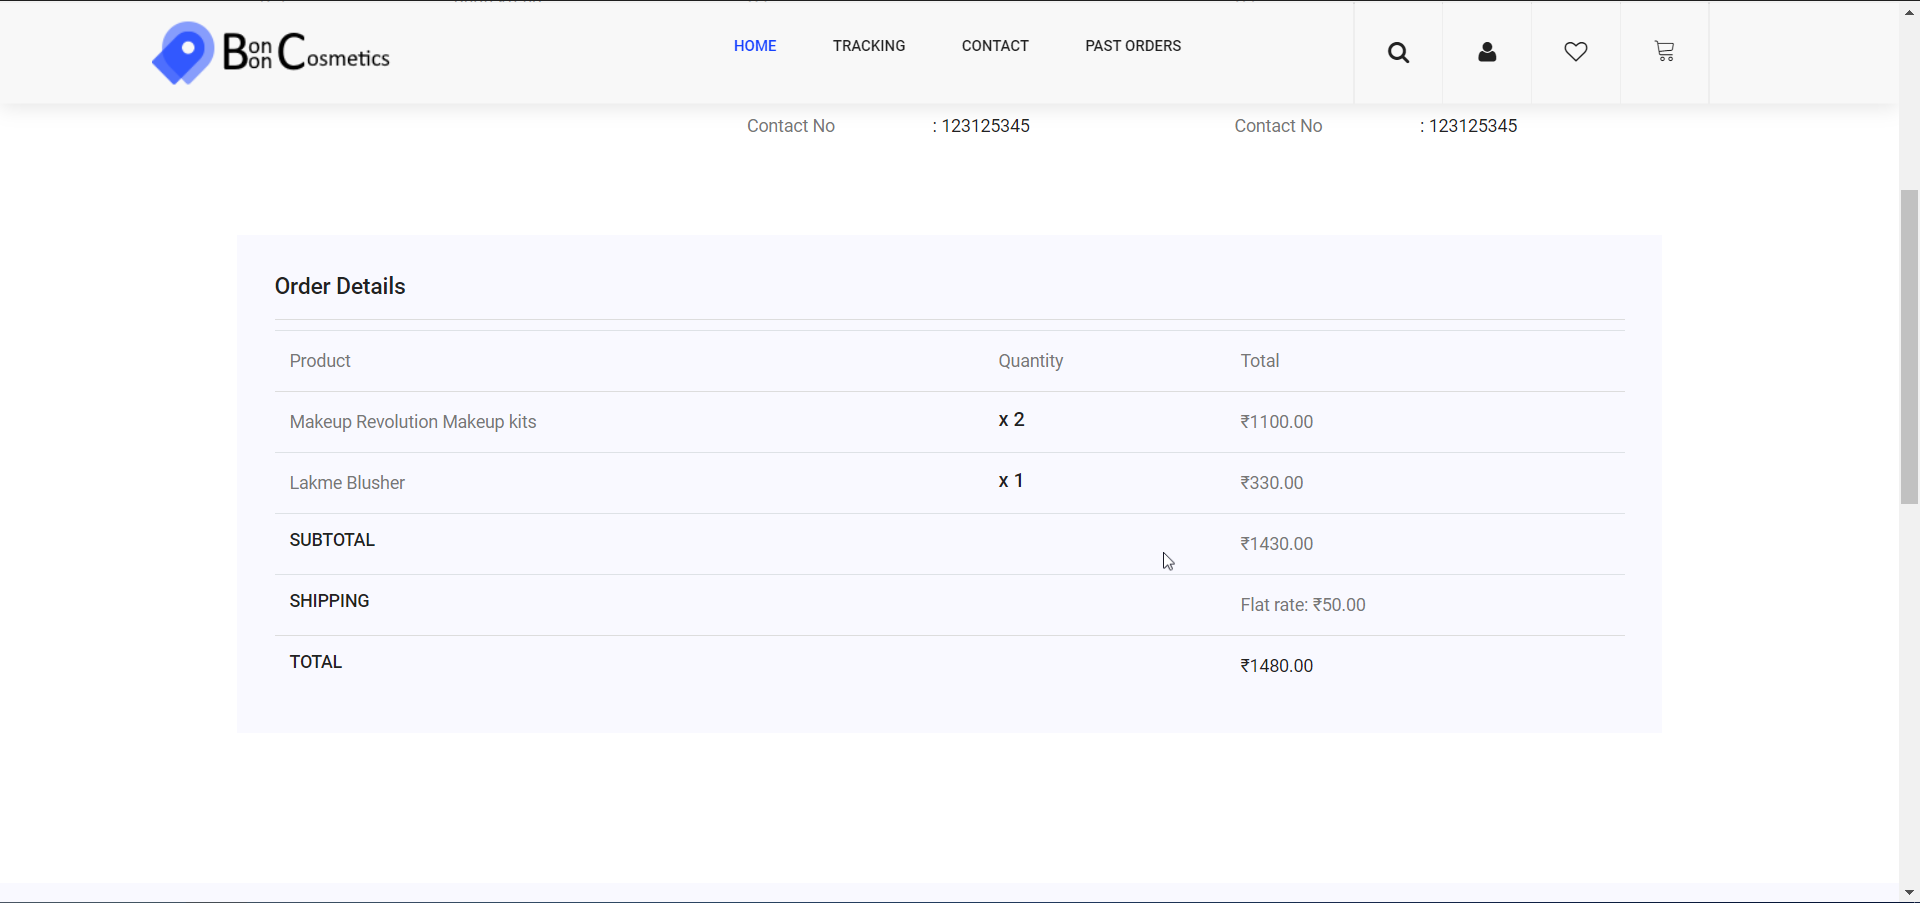 Bon Bon Cosmetics
HOME TRACKING CONTACT PAST ORDERS
Contact No : 123125345 Contact No : 123125345
Order Details
Product Quantity Total
Makeup Revolution Makeup kits x 2 ₹1100.00
Lakme Blusher x 1 ₹330.00
SUBTOTAL ₹1430.00
SHIPPING Flat rate: ₹50.00
TOTAL ₹1480.00